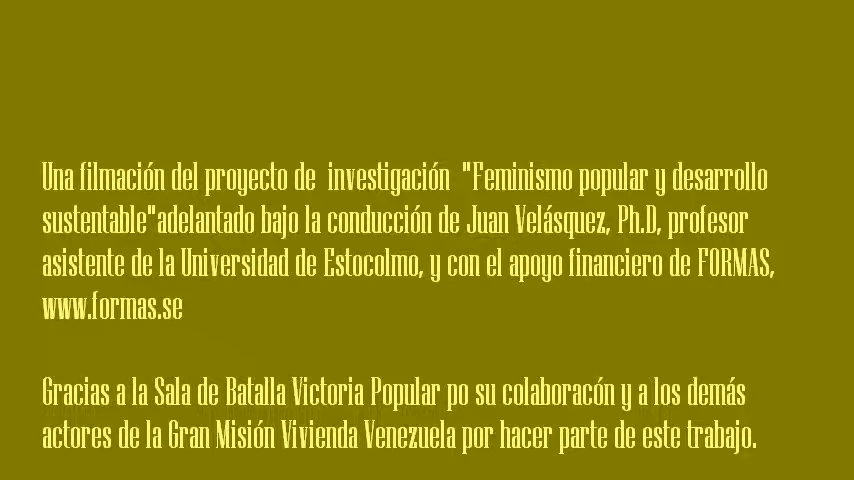 Una filmación del proyecto de investigación "Feminismo popular y desarrollo
sustentable"adelantado bajo la conducción de Juan Velásquez, Ph.D, profesor
asistente de la Universidad de Estocolmo, y con el apoyo financiero de FORMAS,
www.formas.se
Gracias a la Sala de Batalla Victoria Popular po su colaboracón y a los demás
actores de la Gran Misión Vivienda Venezuela por hacer parte de este trabajo.